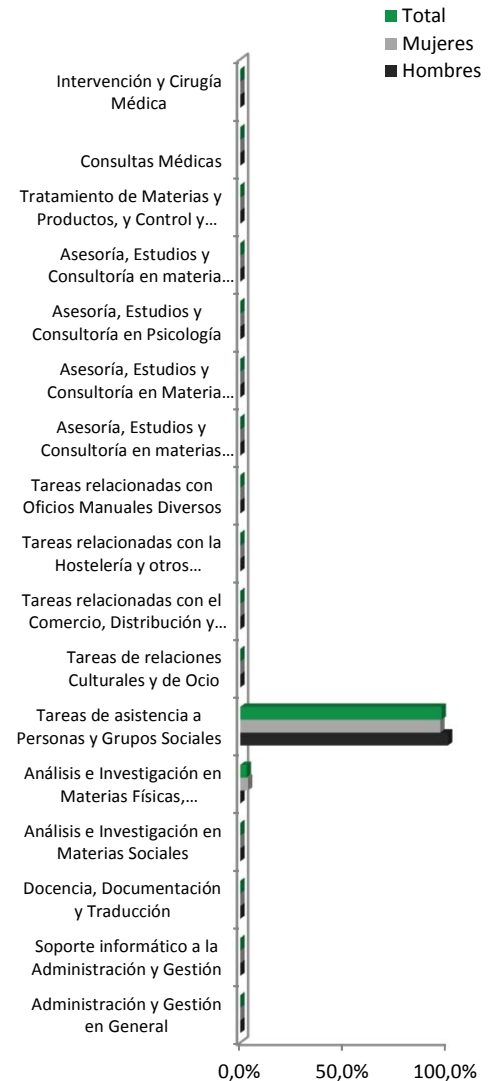 Total
Mujeres
Hombres
Intervención y Cirugía
Médica
Consultas Médicas
Tratamiento de Materias y
Productos, y Control y…
Asesoría, Estudios y
Consultoría en materia…
Asesoría, Estudios y
Consultoría en Psicología
Asesoría, Estudios y
Consultoría en Materia…
Asesoría, Estudios y
Consultoría en materias…
Tareas relacionadas con
Oficios Manuales Diversos
Tareas relacionadas con la
Hostelería y otros…
Tareas relacionadas con el
Comercio, Distribución y…
Tareas de relaciones
Culturales y de Ocio
Tareas de asistencia a
Personas y Grupos Sociales
Análisis e Investigación en
Materias Físicas,…
Análisis e Investigación en
Materias Sociales
Docencia, Documentación
y Traducción
Soporte informático a la
Administración y Gestión
Administración y Gestión
en General
0,0% 50,0% 100,0%